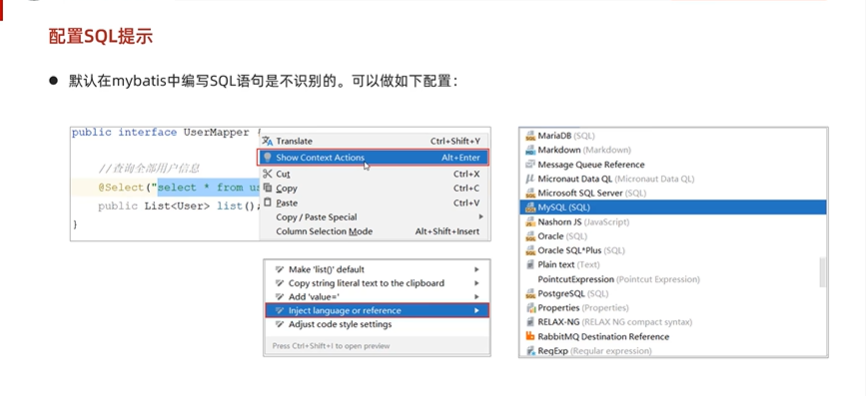 配置SQL提示
● 默认在mybatis中编写SQL语句是不识别的。可以做如下配置：
public interface UserMapper {
//查询全部用户信息
@Select("select * from us
public List<User> list();
}
Translate Ctrl+Shift+Y
Show Context Actions Alt+Enter
Cut Ctrl+X
Copy Ctrl+C
Paste Ctrl+V
Copy / Paste Special
Column Selection Mode Alt+Shift+Insert
Make 'list()' default
Copy string literal text to the clipboard
Add 'value='
Inject language or reference
Adjust code style settings
Press Ctrl+Shift+I to open preview
MariaDB (SQL)
Markdown (Markdown)
Message Queue Reference
Micronaut Data QL (Micronaut Data QL)
Microsoft SQL Server (SQL)
MySQL (SQL)
Nashorn JS (JavaScript)
Oracle (SQL)
Oracle SQL*Plus (SQL)
Plain text (Text)
PointcutExpression (Pointcut Expression)
PostgreSQL (SQL)
Properties (Properties)
RELAX-NG (RELAX NG compact syntax)
RabbitMQ Destination Reference
RegExp (Regular expression)